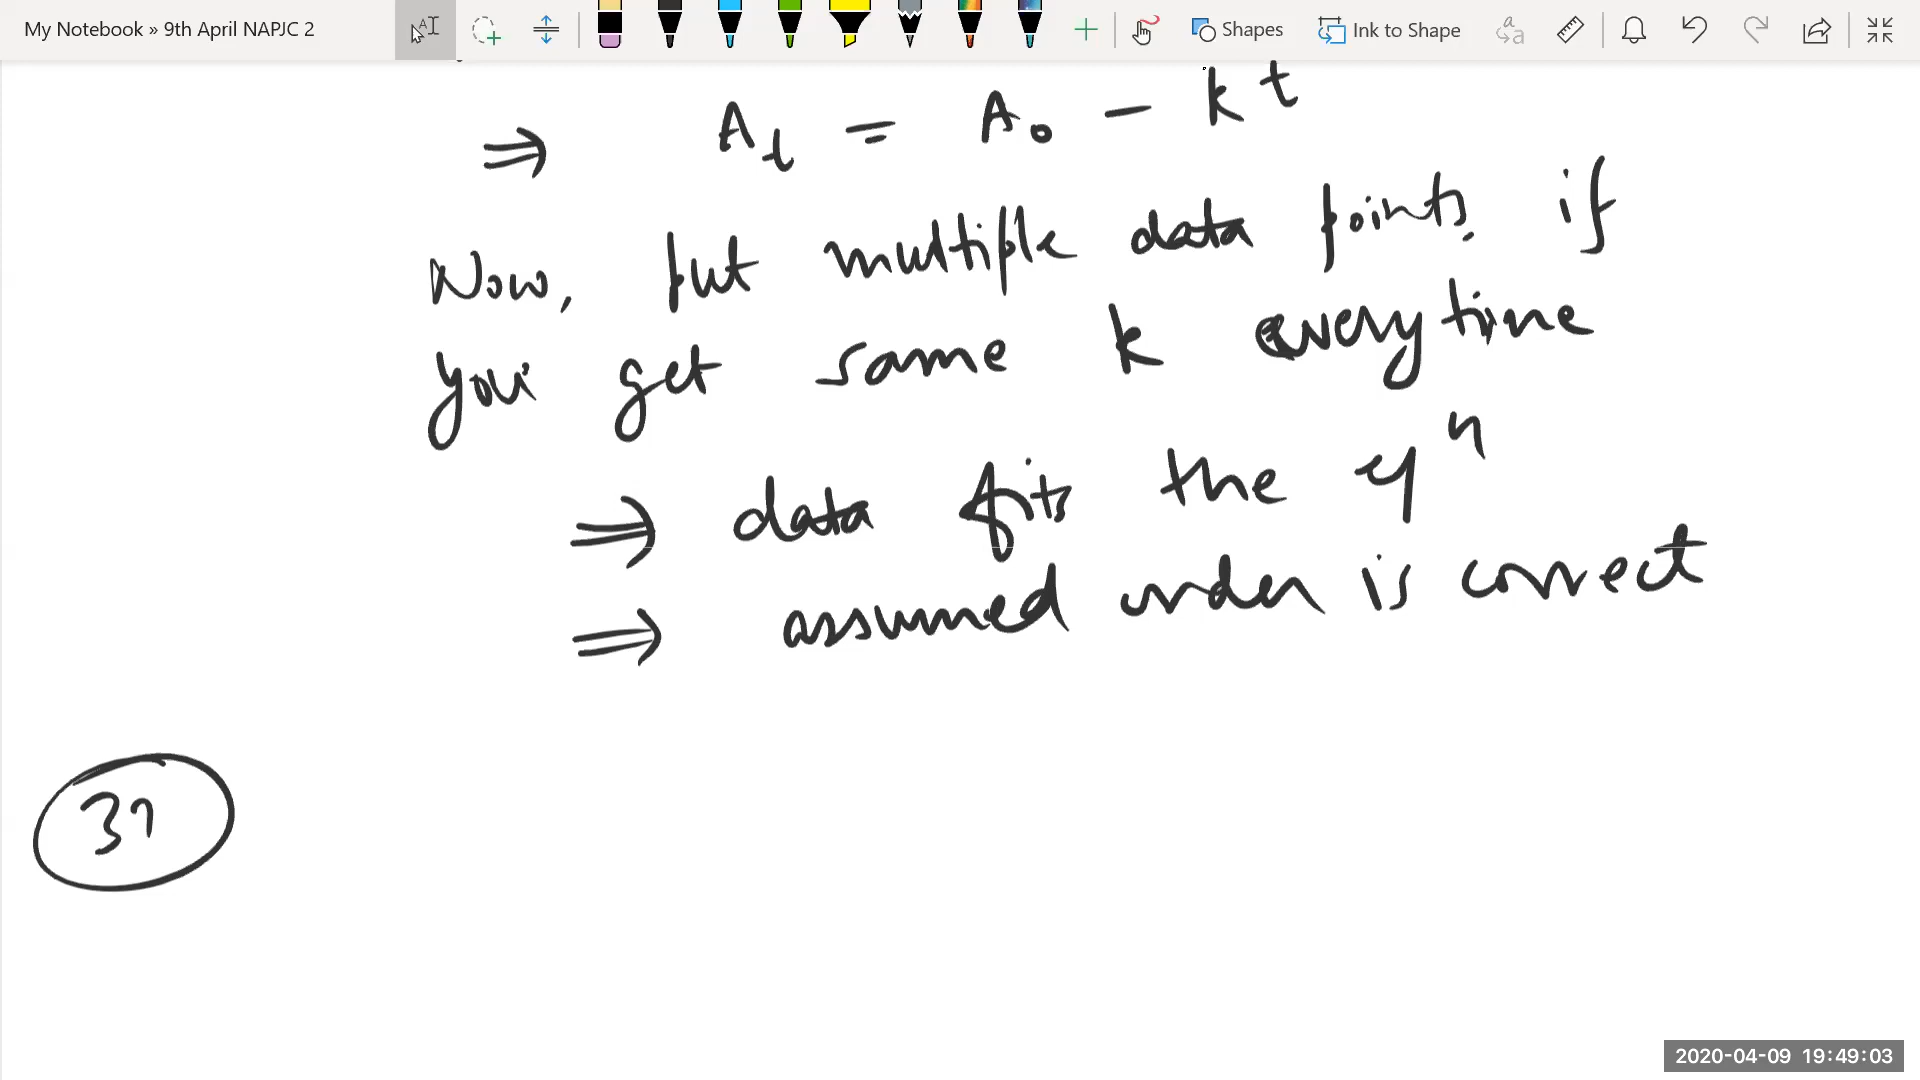 My Notebook » 9th April NAPJC 2
Shapes
Ink to Shape
⇒ Aₜ = A₀ - kt
Now, put multiple data points, if
you get same k everytime
⇒ data fits the eqⁿ
⇒ assumed order is correct
37
2020-04-09 19:49:03